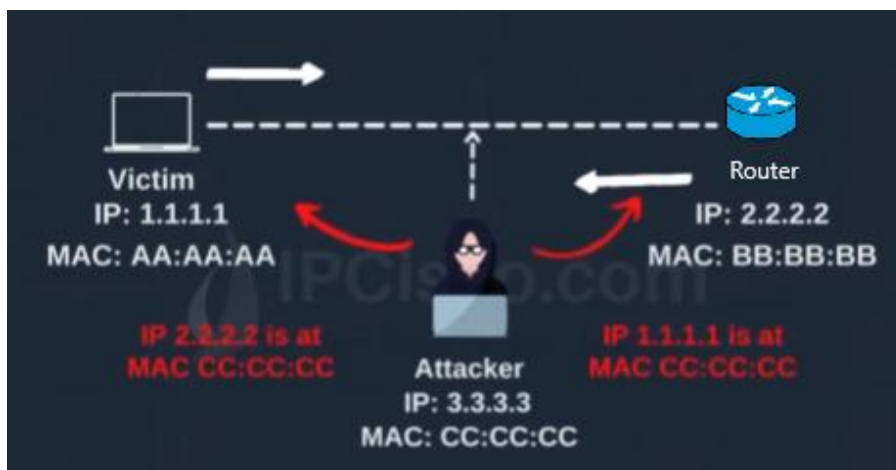 Victim
IP: 1.1.1.1
MAC: AA:AA:AA
Router
IP: 2.2.2.2
MAC: BB:BB:BB
IP 2.2.2.2 is at
MAC CC:CC:CC
IP 1.1.1.1 is at
MAC CC:CC:CC
Attacker
IP: 3.3.3.3
MAC: CC:CC:CC